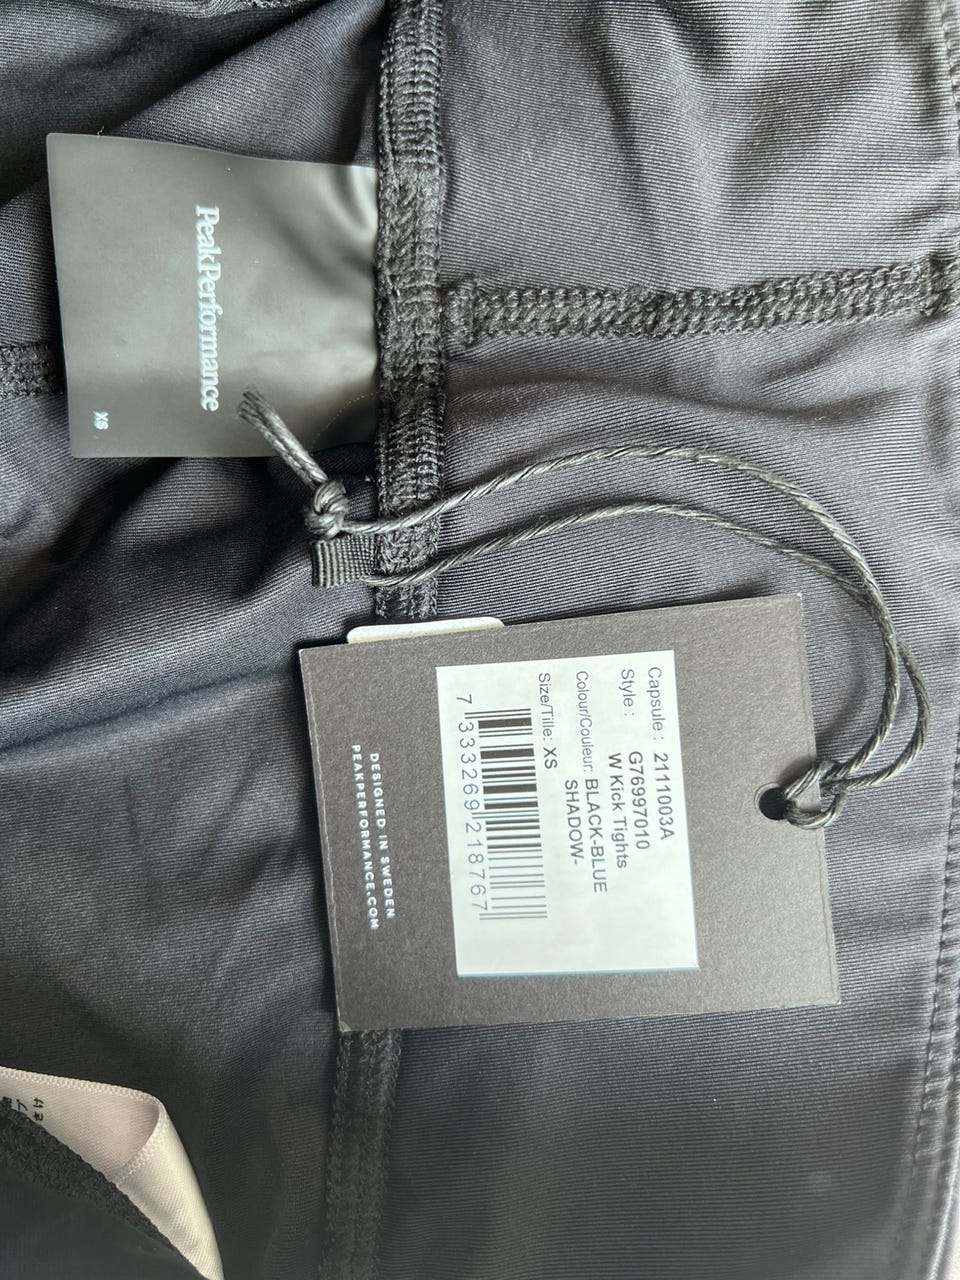 PeakPerformance
XS
Capsule : 2111003A
Style : G76997010
W Kick Tights
Colour/Couleur: BLACK-BLUE
SHADOW-
Size/Tille: XS
7 333269 218767
DESIGNED IN SWEDEN
PEAKPERFORMANCE.COM